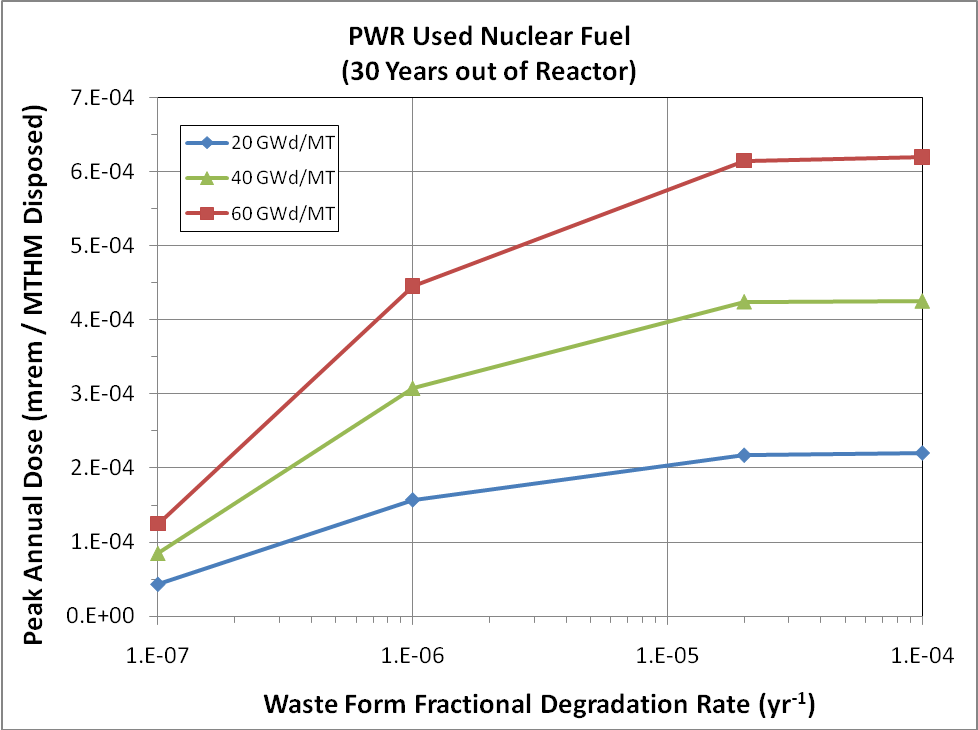 PWR Used Nuclear Fuel
(30 Years out of Reactor)
Peak Annual Dose (mrem / MTHM Disposed)
7.E-04
6.E-04
5.E-04
4.E-04
3.E-04
2.E-04
1.E-04
0.E+00
20 GWd/MT
40 GWd/MT
60 GWd/MT
1.E-07 1.E-06 1.E-05 1.E-04
Waste Form Fractional Degradation Rate (yr⁻¹)